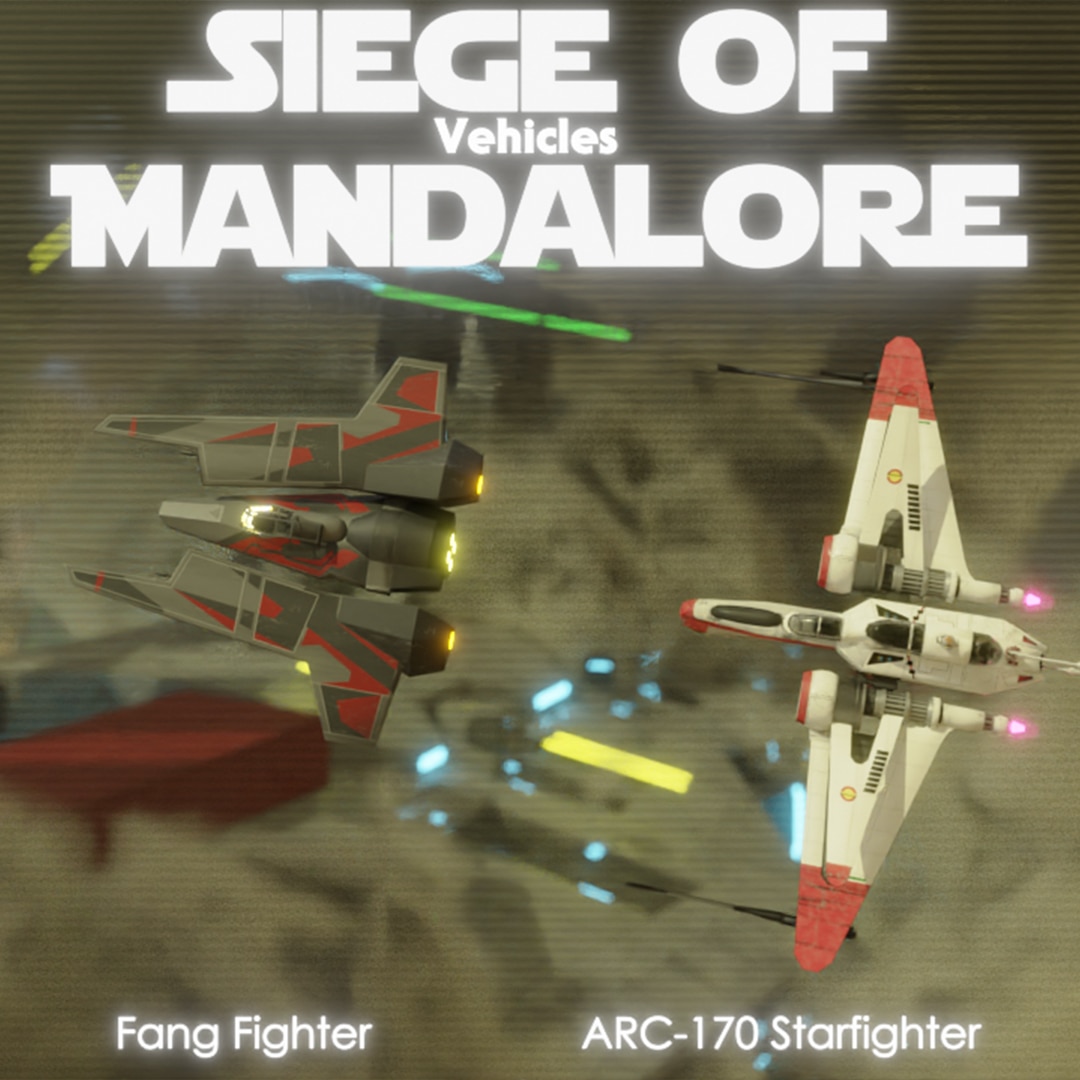 SIEGE OF
Vehicles
MANDALORE
Fang Fighter
ARC-170 Starfighter